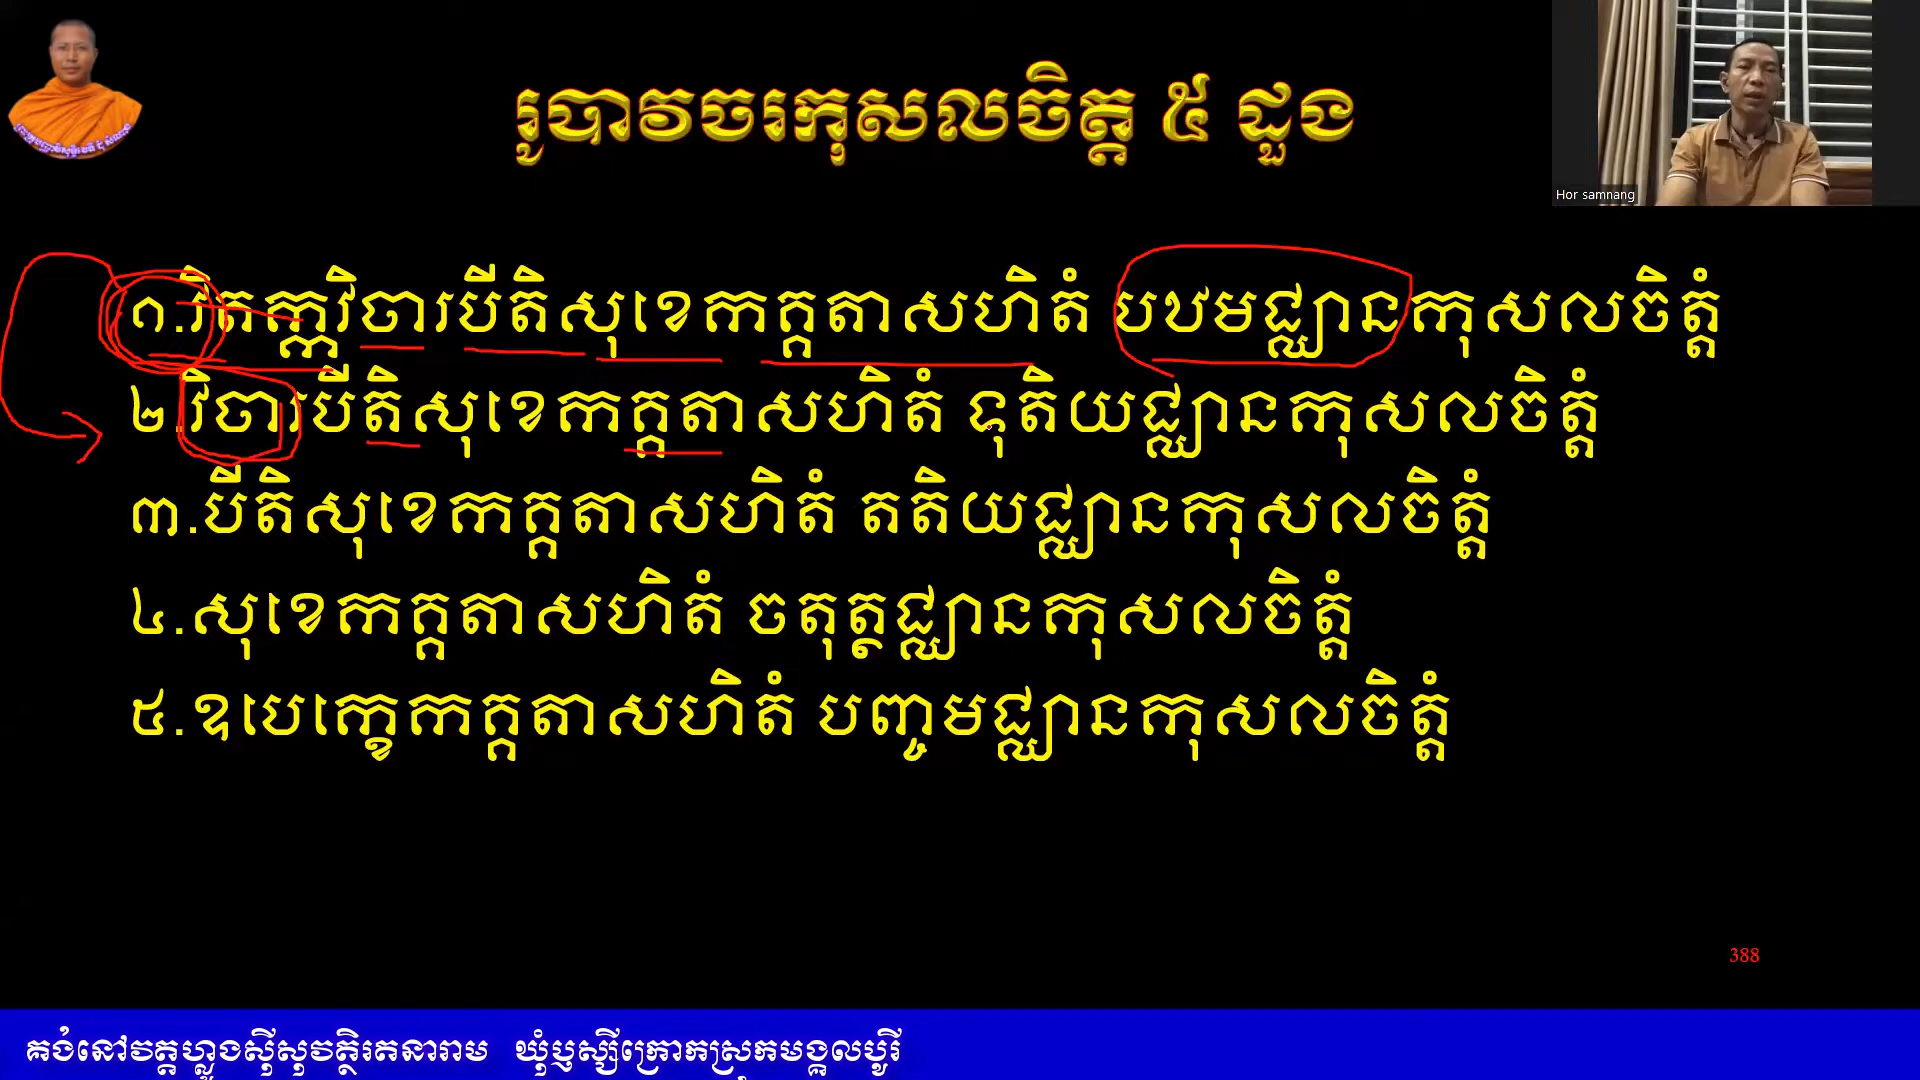 រូបាវចរកុសលចិត្ត ៥ ដួង
Hor samnang
១.វិតក្កវិចារបីតិសុខេកគ្គតាសហិតំ បឋមជ្ឈានកុសលចិត្តំ
២.វិចារបីតិសុខេកគ្គតាសហិតំ ទុតិយជ្ឈានកុសលចិត្តំ
៣.បីតិសុខេកគ្គតាសហិតំ តតិយជ្ឈានកុសលចិត្តំ
៤.សុខេកគ្គតាសហិតំ ចតុត្ថជ្ឈានកុសលចិត្តំ
៥.ឧបេក្ខេកគ្គតាសហិតំ បញ្ចមជ្ឈានកុសលចិត្តំ
388
គង់នៅវត្តហ្លួងស៊ីសុវត្ថិរតនារាម ឃុំឫស្សីក្រោកស្រុកមង្គលបូរី